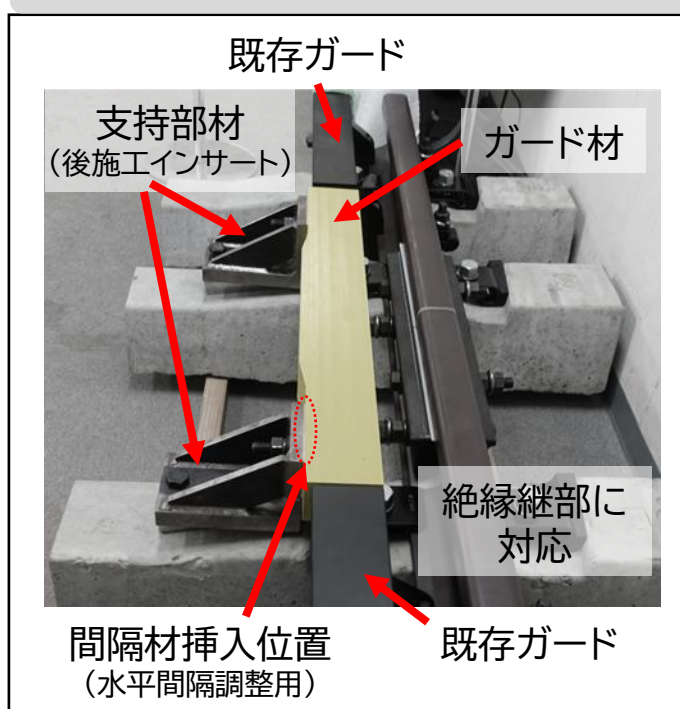 既存ガード
支持部材
（後施工インサート）
ガード材
絶縁継部に
対応
間隔材挿入位置
（水平間隔調整用）
既存ガード